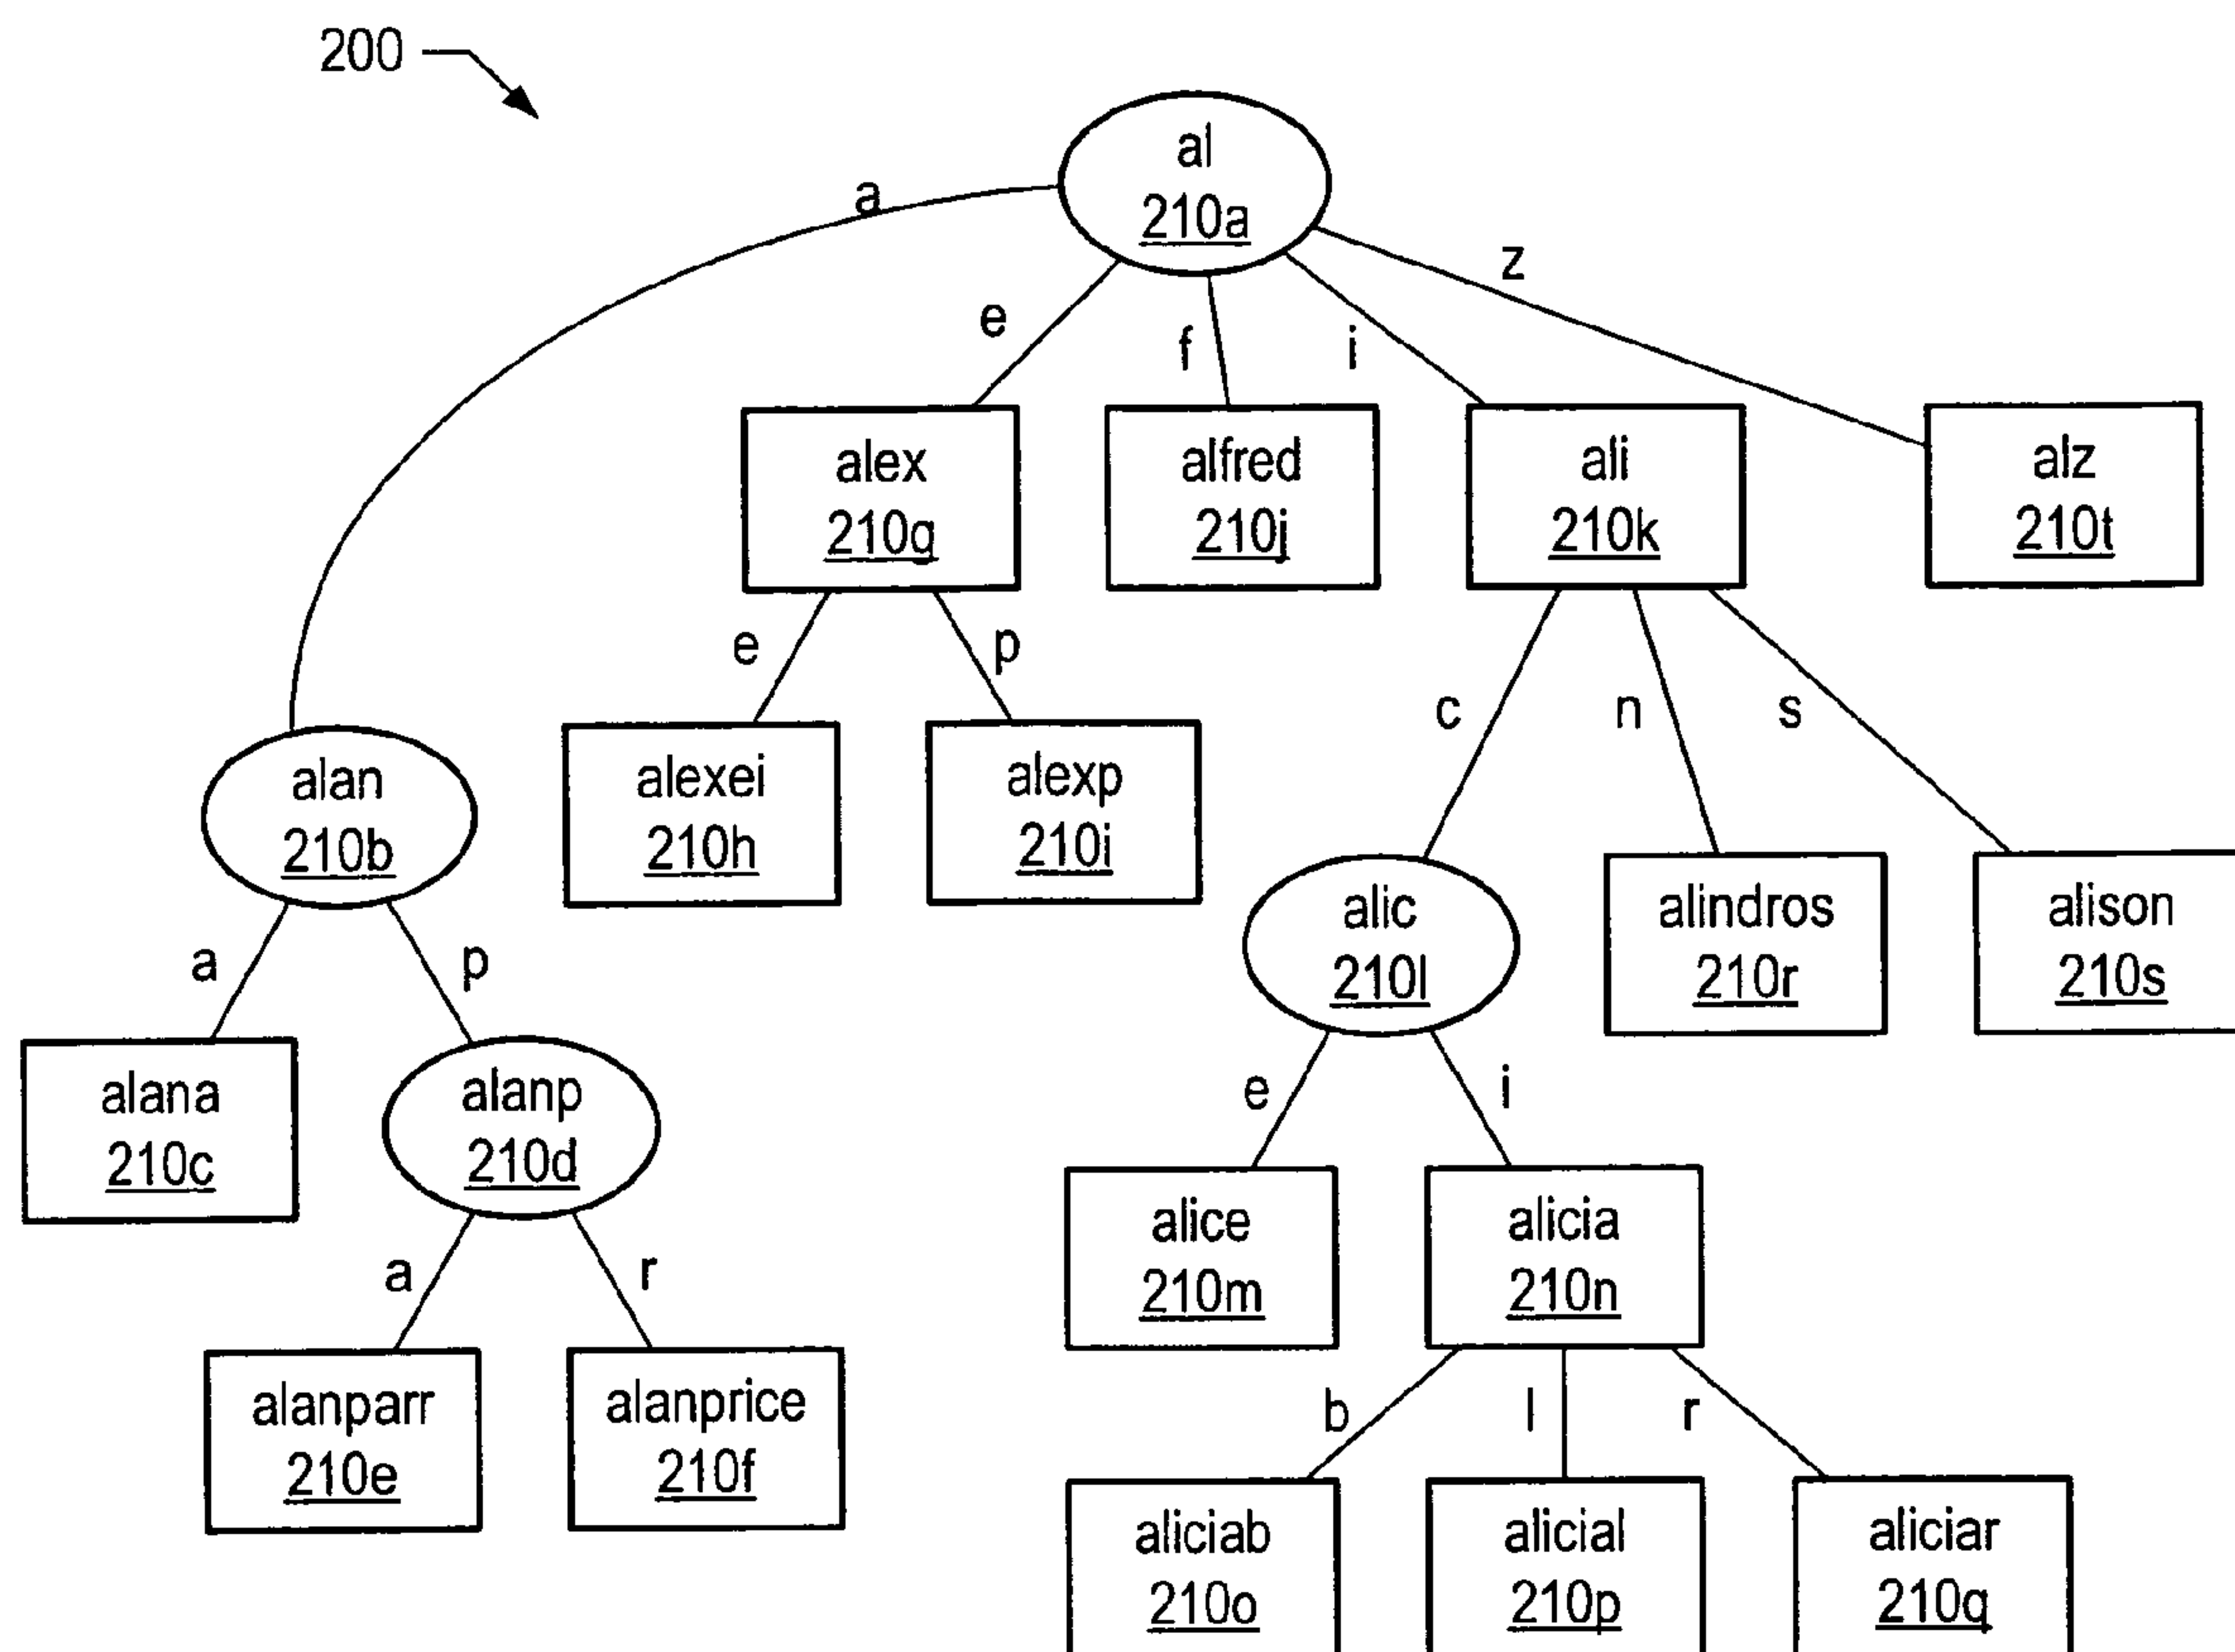 200
al
210a
a
e
f
i
z
alex
210g
alfred
210j
ali
210k
alz
210t
e
p
c
n
s
alan
210b
alexei
210h
alexp
210i
alic
210l
alindros
210r
alison
210s
a
p
e
i
alana
210c
alanp
210d
alice
210m
alicia
210n
a
r
b
l
r
alanparr
210e
alanprice
210f
aliciab
210o
alicial
210p
aliciar
210q